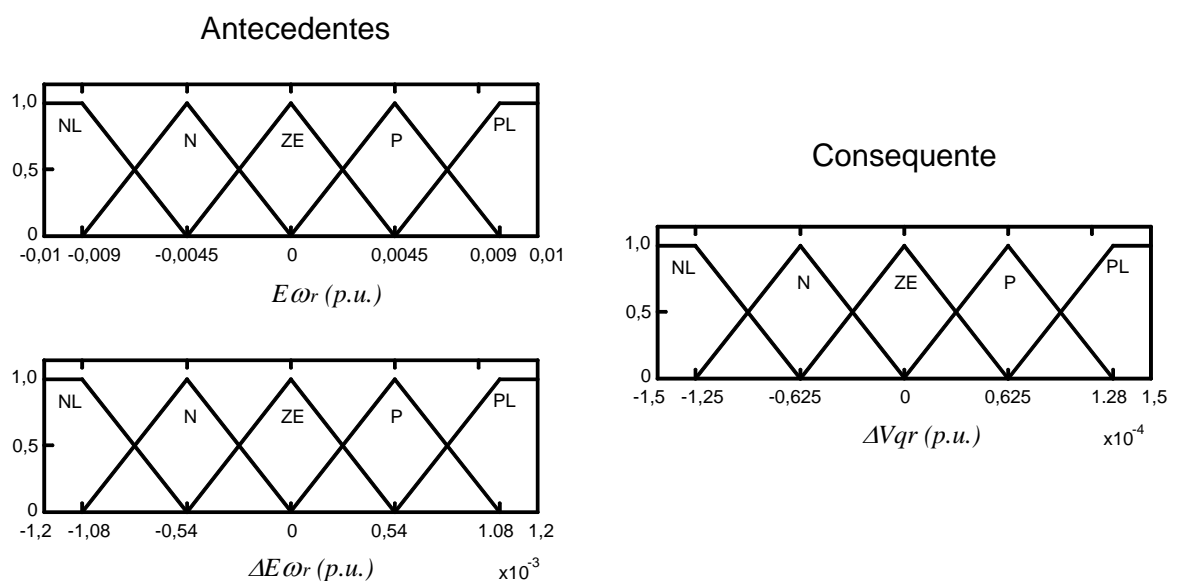 Antecedentes
1,0
NL
N
ZE
P
PL
0,5
0
-0,01 -0,009 -0,0045 0 0,0045 0,009 0,01
Eωr (p.u.)
1,0
NL
N
ZE
P
PL
0,5
0
-1,2 -1,08 -0,54 0 0,54 1.08 1,2
ΔEωr (p.u.) x10-3
Consequente
1,0
NL
N
ZE
P
PL
0,5
0
-1,5 -1,25 -0,625 0 0,625 1.28 1,5
ΔVqr (p.u.) x10-4